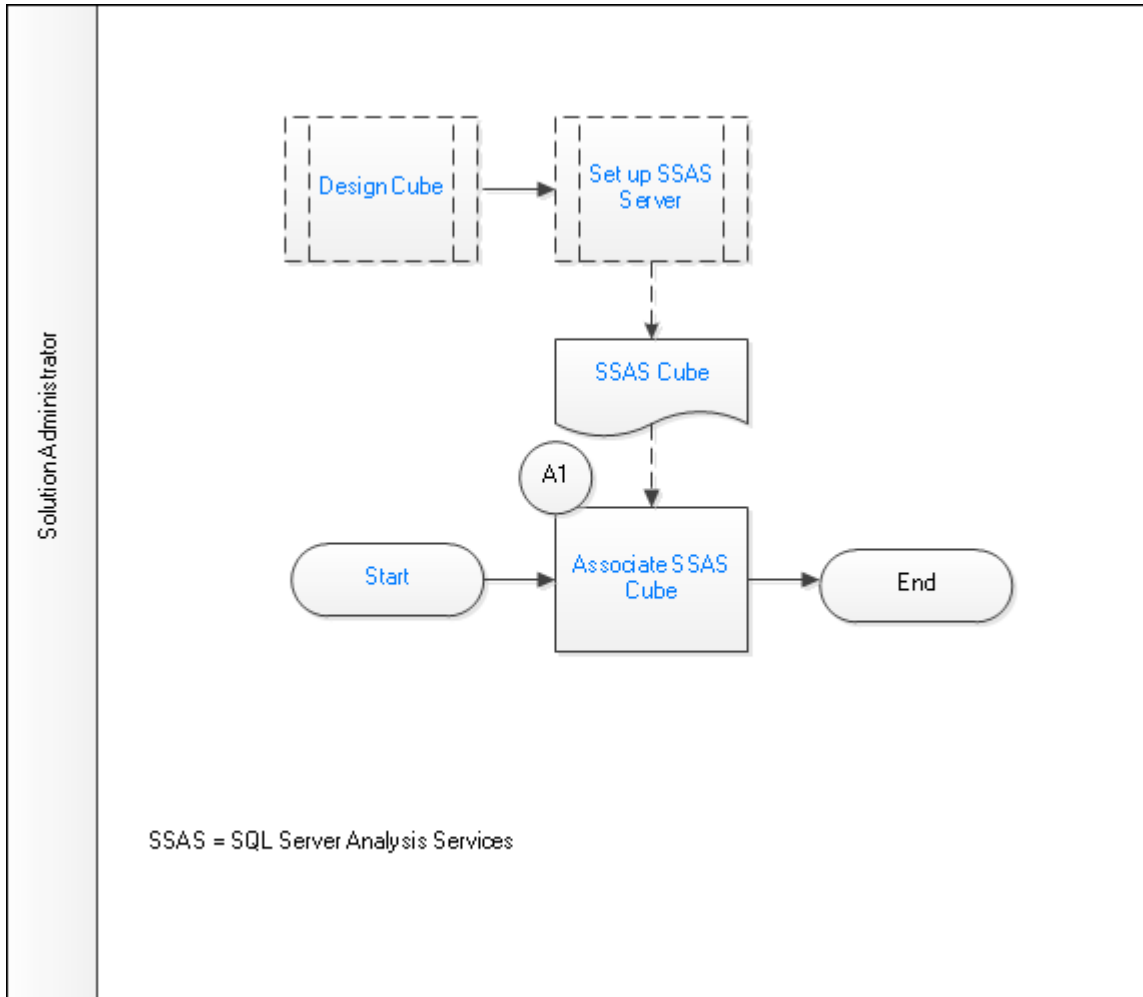 Solution Administrator
Design Cube
Set up SSAS
Server
SSAS Cube
A1
Start
Associate SSAS
Cube
End
SSAS = SQL Server Analysis Services